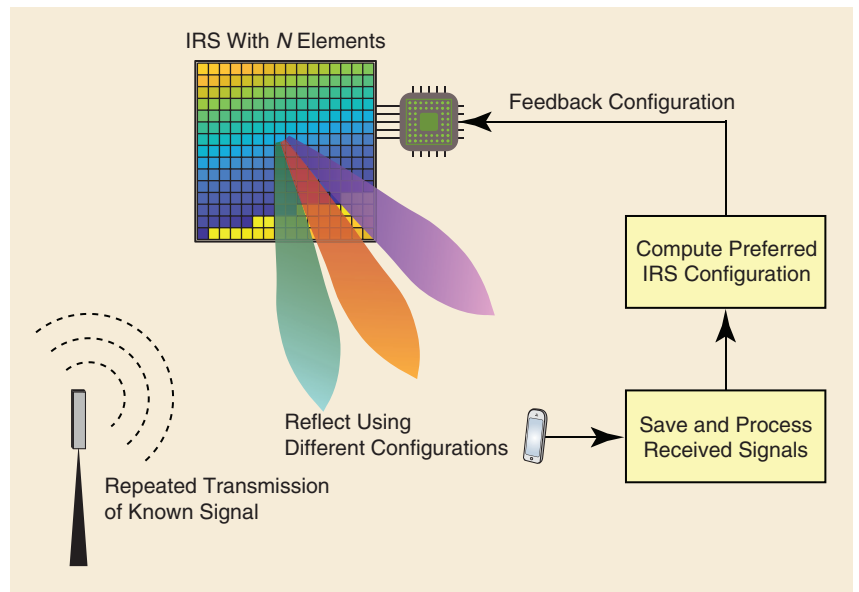 IRS With N Elements
Feedback Configuration
Compute Preferred
IRS Configuration
Reflect Using
Different Configurations
Save and Process
Received Signals
Repeated Transmission
of Known Signal